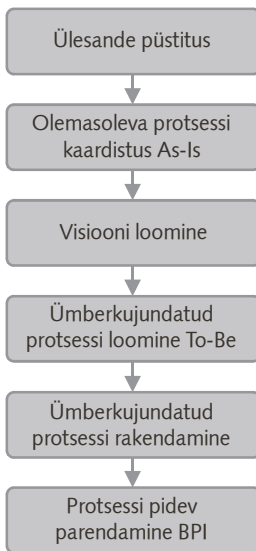 Ülesande püstitus
Olemasoleva protsessi
kaardistus As-Is
Visiooni loomine
Ümberkujundatud
protsessi loomine To-Be
Ümberkujundatud
protsessi rakendamine
Protsessi pidev
parendamine BPI